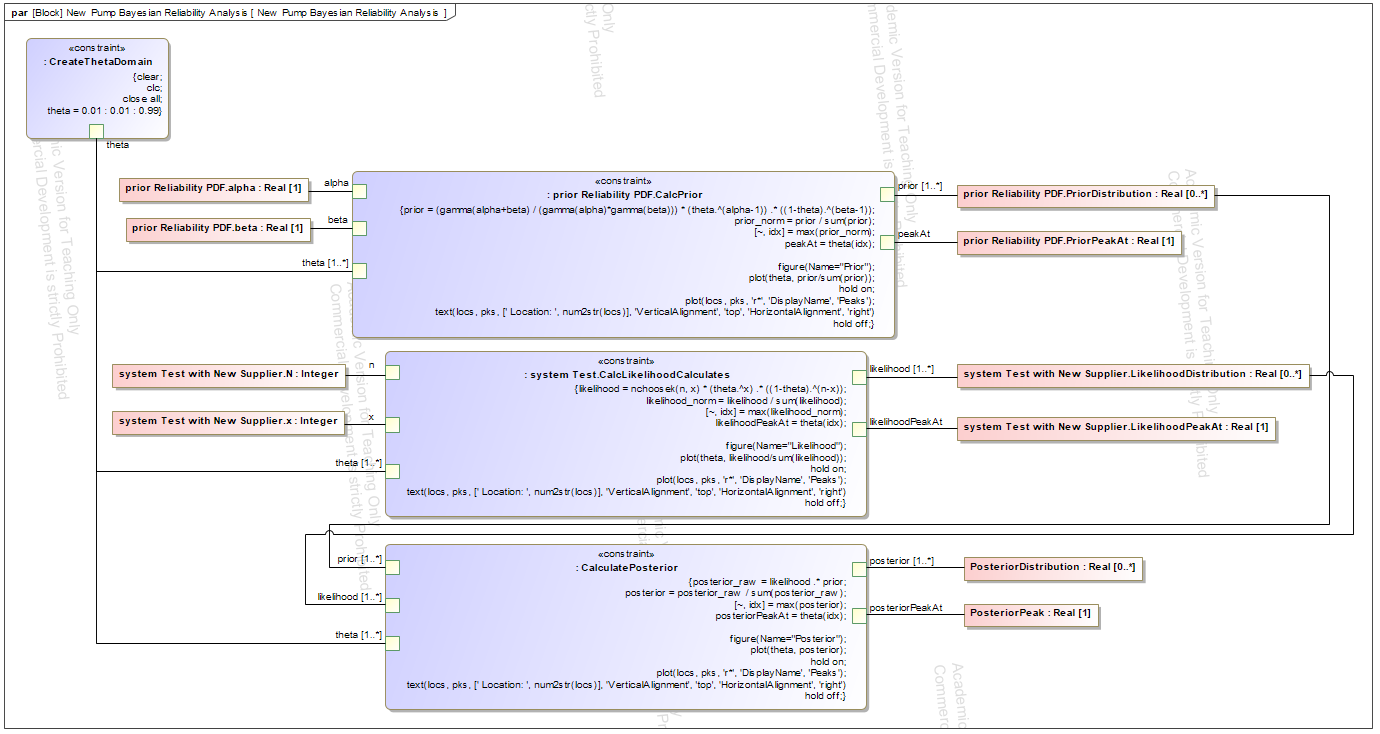 par [Block] New Pump Bayesian Reliability Analysis [ New Pump Bayesian Reliability Analysis ]
«constraint»
: CreateThetaDomain
{clear;
clc;
close all;
theta = 0.01 : 0.01 : 0.99}
theta
prior Reliability PDF.alpha : Real [1]
alpha
prior Reliability PDF.beta : Real [1]
beta
theta [1..*]
«constraint»
: prior Reliability PDF.CalcPrior
{prior = (gamma(alpha+beta) / (gamma(alpha)*gamma(beta))) * (theta.^(alpha-1)) .* ((1-theta).^(beta-1));
prior_norm = prior / sum(prior);
[~, idx] = max(prior_norm);
peakAt = theta(idx);
figure(Name="Prior");
plot(theta, prior/sum(prior));
hold on;
plot(locs, pks, 'r*', 'DisplayName', 'Peaks');
text(locs, pks, [' Location: ', num2str(locs)], 'VerticalAlignment', 'top', 'HorizontalAlignment', 'right')
hold off;}
prior [1..*]
prior Reliability PDF.PriorDistribution : Real [0..*]
peakAt
prior Reliability PDF.PriorPeakAt : Real [1]
system Test with New Supplier.N : Integer
n
system Test with New Supplier.x : Integer
x
theta [1..*]
«constraint»
: system Test.CalcLikelihoodCalculates
{likelihood = nchoosek(n, x) * (theta.^x) .* ((1-theta).^(n-x));
likelihood_norm = likelihood / sum(likelihood);
[~, idx] = max(likelihood_norm);
likelihoodPeakAt = theta(idx);
figure(Name="Likelihood");
plot(theta, likelihood/sum(likelihood));
hold on;
plot(locs, pks, 'r*', 'DisplayName', 'Peaks');
text(locs, pks, [' Location: ', num2str(locs)], 'VerticalAlignment', 'top', 'HorizontalAlignment', 'right')
hold off;}
likelihood [1..*]
system Test with New Supplier.LikelihoodDistribution : Real [0..*]
likelihoodPeakAt
system Test with New Supplier.LikelihoodPeakAt : Real [1]
prior [1..*]
likelihood [1..*]
theta [1..*]
«constraint»
: CalculatePosterior
{posterior_raw = likelihood .* prior;
posterior = posterior_raw / sum(posterior_raw);
[~, idx] = max(posterior);
posteriorPeakAt = theta(idx);
figure(Name="Posterior");
plot(theta, posterior);
hold on;
plot(locs, pks, 'r*', 'DisplayName', 'Peaks');
text(locs, pks, [' Location: ', num2str(locs)], 'VerticalAlignment', 'top', 'HorizontalAlignment', 'right')
hold off;}
posterior [1..*]
PosteriorDistribution : Real [0..*]
posteriorPeakAt
PosteriorPeak : Real [1]